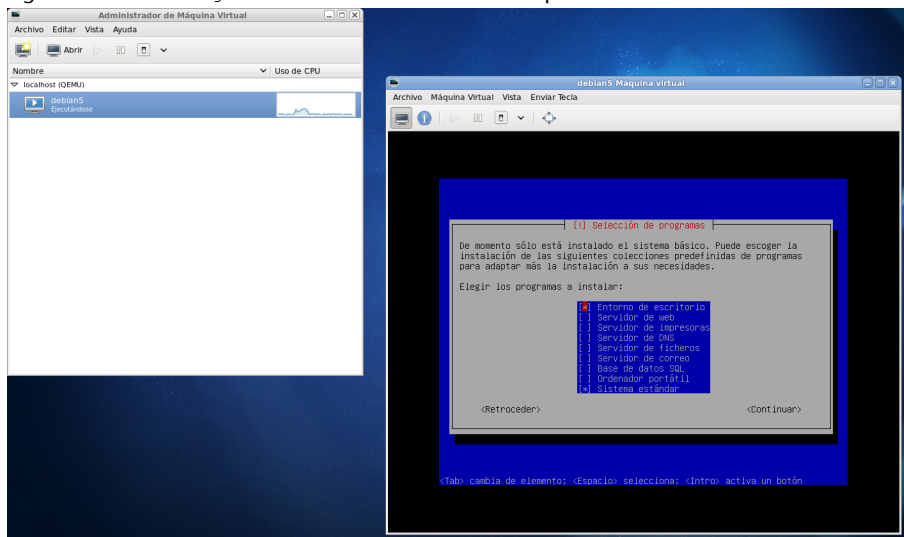 Administrador de Máquina Virtual
Archivo Editar Vista Ayuda
Abrir
Nombre Uso de CPU
localhost (QEMU)
debian5
Ejecutándose
debian5 Máquina virtual
Archivo Máquina Virtual Vista Enviar Tecla
[!] Selección de programas
De momento sólo está instalado el sistema básico. Puede escoger la
instalación de las siguientes colecciones predefinidas de programas
para adaptar más la instalación a sus necesidades.
Elegir los programas a instalar:
[*] Entorno de escritorio
[ ] Servidor de web
[ ] Servidor de impresoras
[ ] Servidor de DNS
[ ] Servidor de ficheros
[ ] Servidor de correo
[ ] Base de datos SQL
[ ] Ordenador portátil
[*] Sistema estándar
<Retroceder> <Continuar>
<Tab> cambia de elemento; <Espacio> selecciona; <Intro> activa un botón